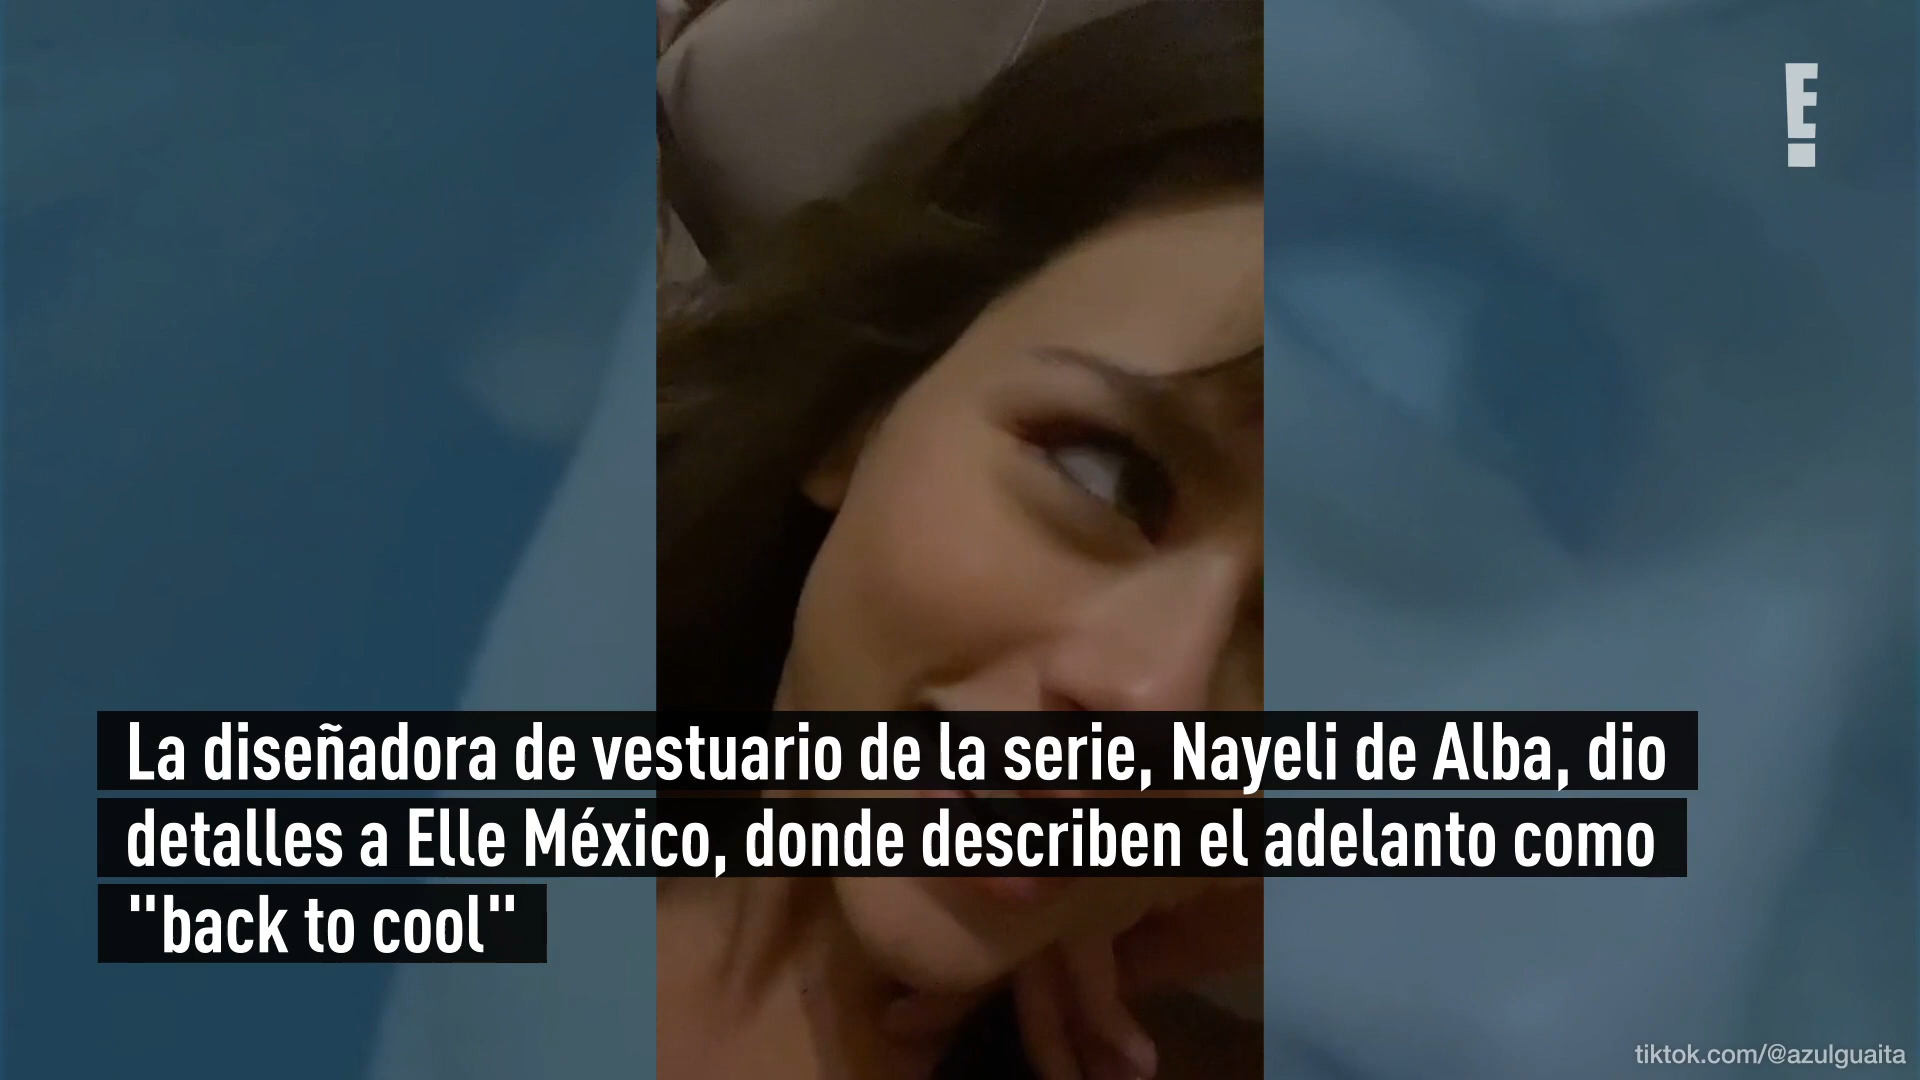 E!
La diseñadora de vestuario de la serie, Nayeli de Alba, dio
detalles a Elle México, donde describen el adelanto como
"back to cool"
tiktok.com/@azulguaita